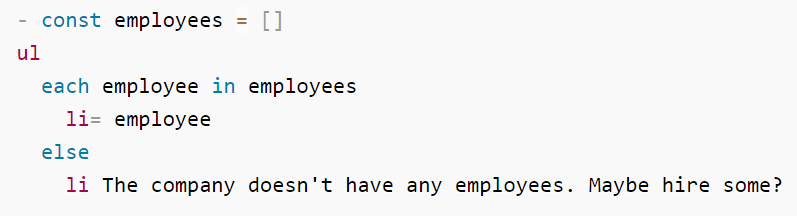 - const employees = []
ul
  each employee in employees
    li= employee
  else
    li The company doesn't have any employees. Maybe hire some?